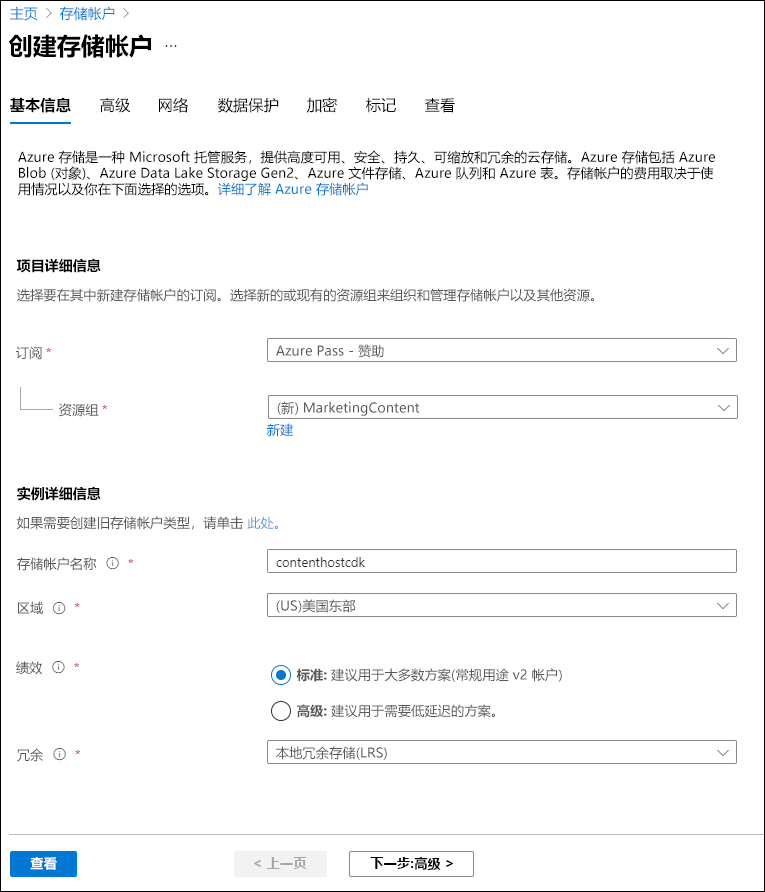 主页 > 存储帐户 >
创建存储帐户 ...
基本信息 高级 网络 数据保护 加密 标记 查看
Azure 存储是一种 Microsoft 托管服务，提供高度可用、安全、持久、可缩放和冗余的云存储。Azure 存储包括 Azure
Blob (对象)、Azure Data Lake Storage Gen2、Azure 文件存储、Azure 队列和 Azure 表。存储帐户的费用取决于使
用情况以及你在下面选择的选项。详细了解 Azure 存储帐户
项目详细信息
选择要在其中新建存储帐户的订阅。选择新的或现有的资源组来组织和管理存储帐户以及其他资源。
订阅 * Azure Pass - 赞助
资源组 * (新) MarketingContent
新建
实例详细信息
如果需要创建旧存储帐户类型，请单击 此处。
存储帐户名称 * contenthostcdk
区域 * (US)美国东部
绩效 * 标准: 建议用于大多数方案(常规用途 v2 帐户)
高级: 建议用于需要低延迟的方案。
冗余 * 本地冗余存储(LRS)
查看 < 上一页 下一步:高级 >